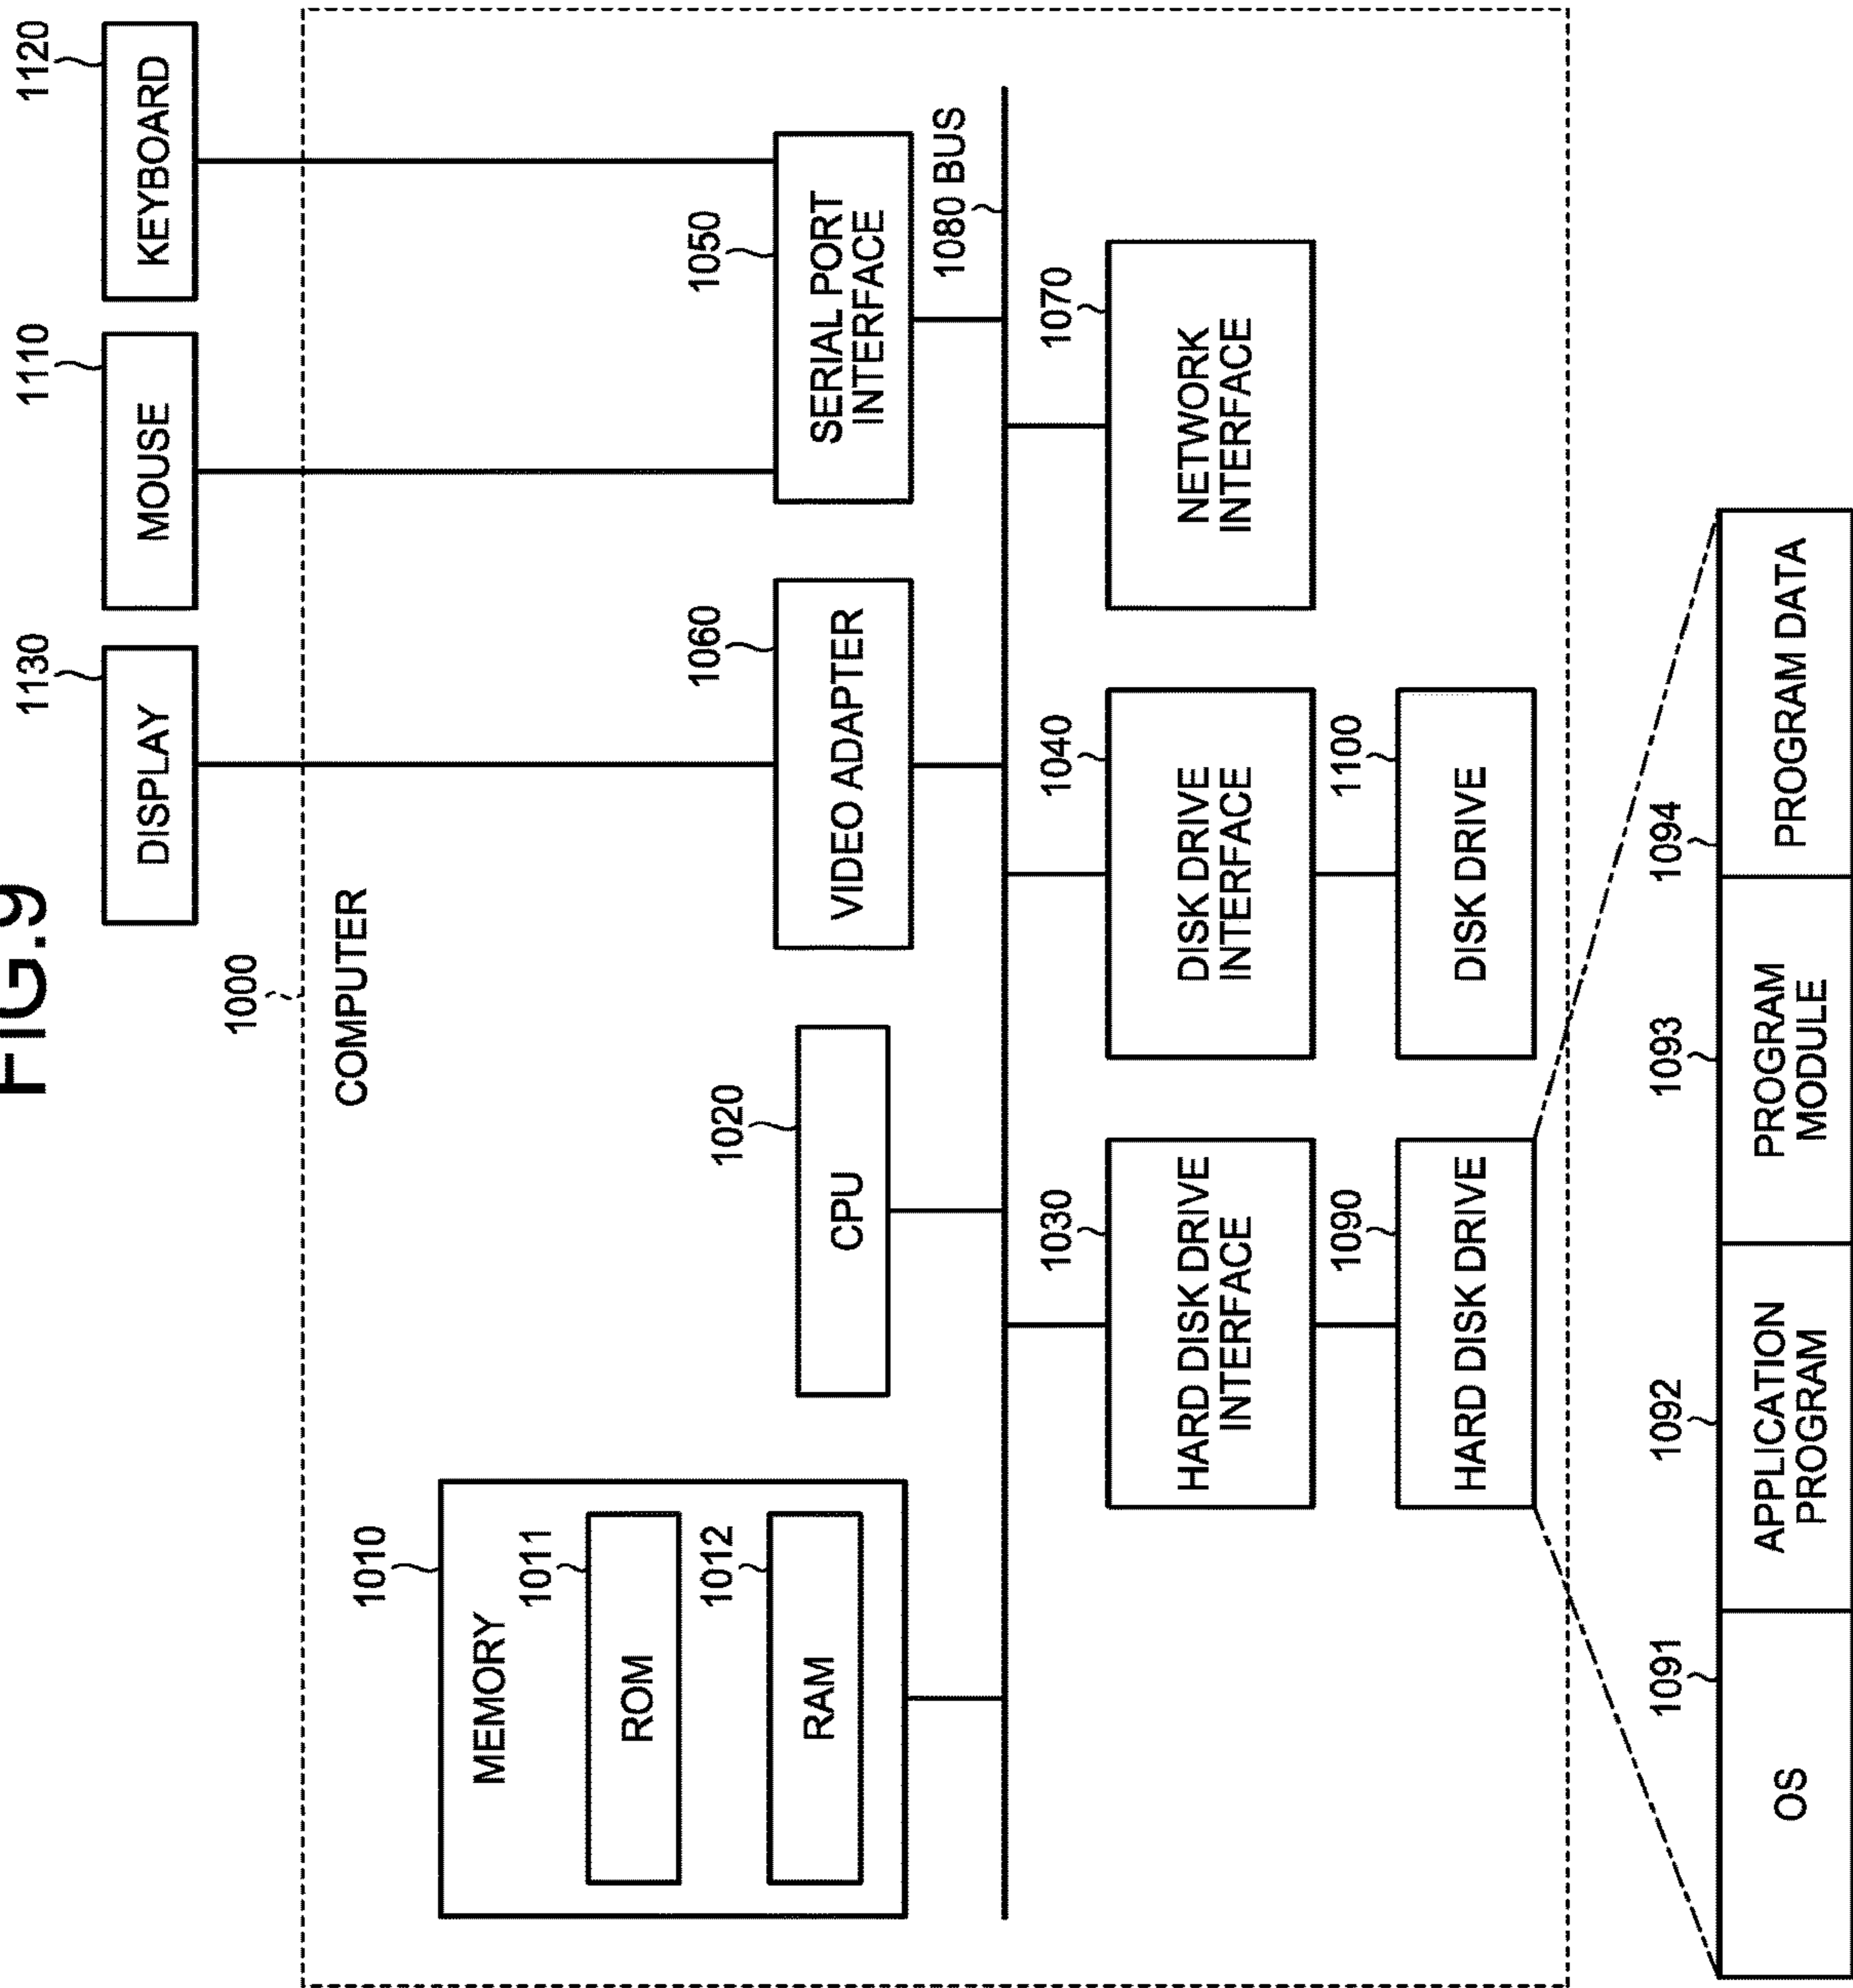 FIG.9
1130
1110
1120
DISPLAY
MOUSE
KEYBOARD
1000
COMPUTER
1010
MEMORY
1011
ROM
1012
RAM
1020
CPU
1060
VIDEO ADAPTER
1050
SERIAL PORT
INTERFACE
1080 BUS
1030
HARD DISK DRIVE
INTERFACE
1040
DISK DRIVE
INTERFACE
1070
NETWORK
INTERFACE
1090
HARD DISK DRIVE
1100
DISK DRIVE
1091
OS
1092
APPLICATION
PROGRAM
1093
PROGRAM
MODULE
1094
PROGRAM DATA